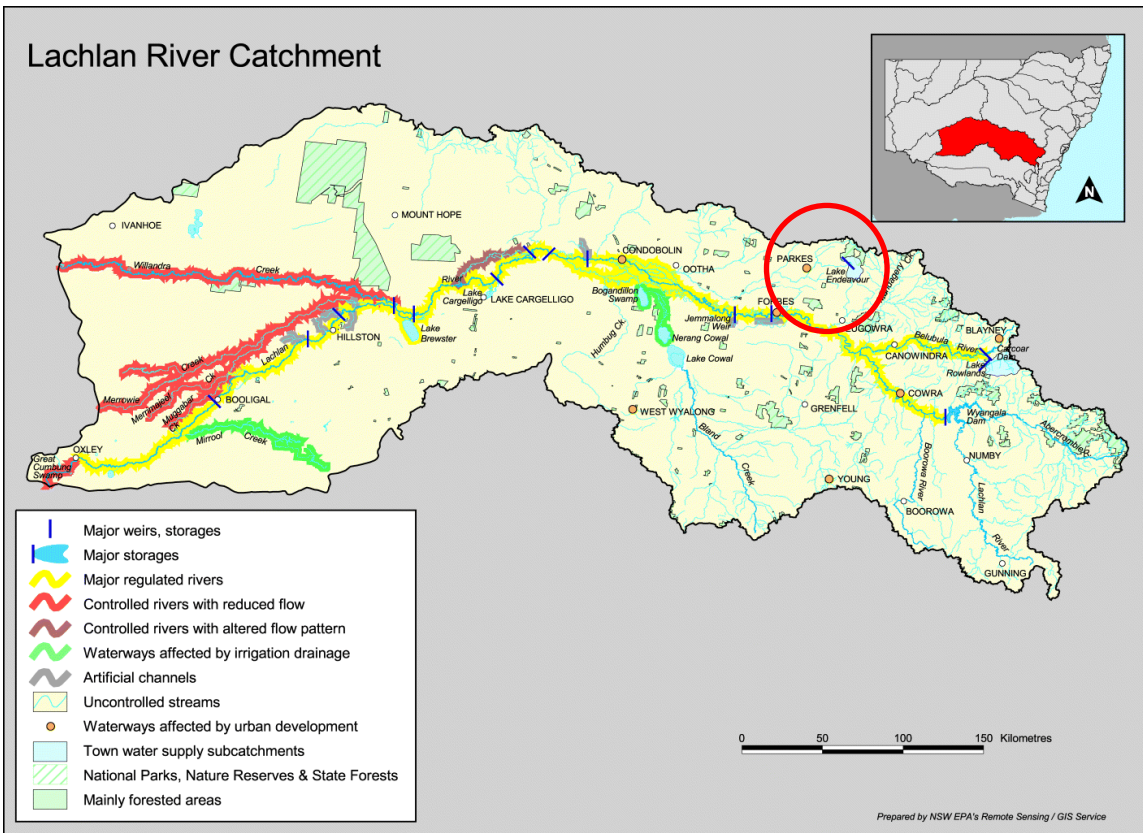 Lachlan River Catchment
N
IVANHOE
MOUNT HOPE
Willandra
Creek
River
Lake
Cargelligo
LAKE CARGELLIGO
CONDOBOLIN
OOTHA
Bogandillon
Swamp
PARKES
Lake
Endeavour
FORBES
Jemmalong
Weir
Nerang Cowal
Humbug Ck.
Lake Cowal
Lake
Brewster
HILLSTON
Lachlan
Creek
Merrowie
Ck
Merrimajeel
Muggabar
Ck
BOOLIGAL
Mirrool
Creek
OXLEY
Great
Cumbung
Swamp
CANOWINDRA
Belubula
River
BLAYNEY
Carcoar
Lake
Rowlands
COWRA
Wyangala
Dam
Abercrombie
WEST WYALONG
GRENFELL
Bland
Creek
YOUNG
Boorowa River
NUMBY
BOOROWA
Lachlan
River
GUNNING
Major weirs, storages
Major storages
Major regulated rivers
Controlled rivers with reduced flow
Controlled rivers with altered flow pattern
Waterways affected by irrigation drainage
Artificial channels
Uncontrolled streams
Waterways affected by urban development
Town water supply subcatchments
National Parks, Nature Reserves & State Forests
Mainly forested areas
0 50 100 150 Kilometres
Prepared by NSW EPA's Remote Sensing / GIS Service